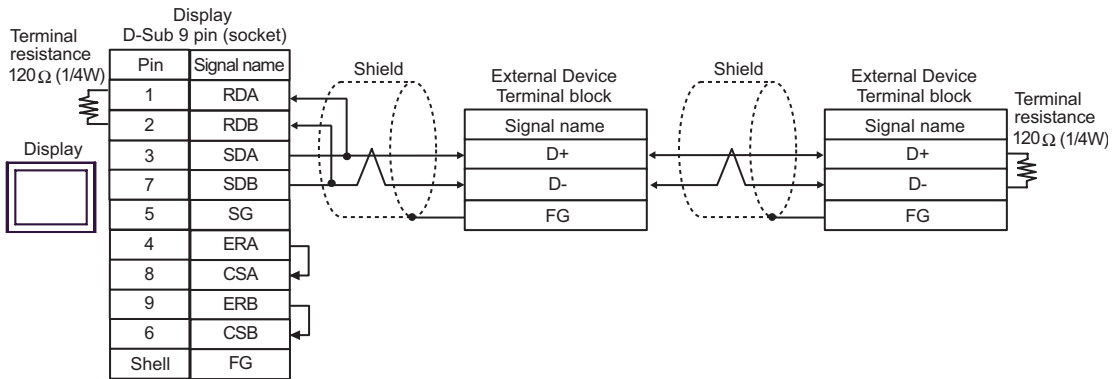 Display
D-Sub 9 pin (socket)
Terminal
resistance
120Ω (1/4W)
Pin Signal name
1 RDA
2 RDB
3 SDA
7 SDB
5 SG
4 ERA
8 CSA
9 ERB
6 CSB
Shell FG
Display
Shield
External Device
Terminal block
Signal name
D+
D-
FG
Shield
External Device
Terminal block
Signal name
D+
D-
FG
Terminal
resistance
120Ω (1/4W)